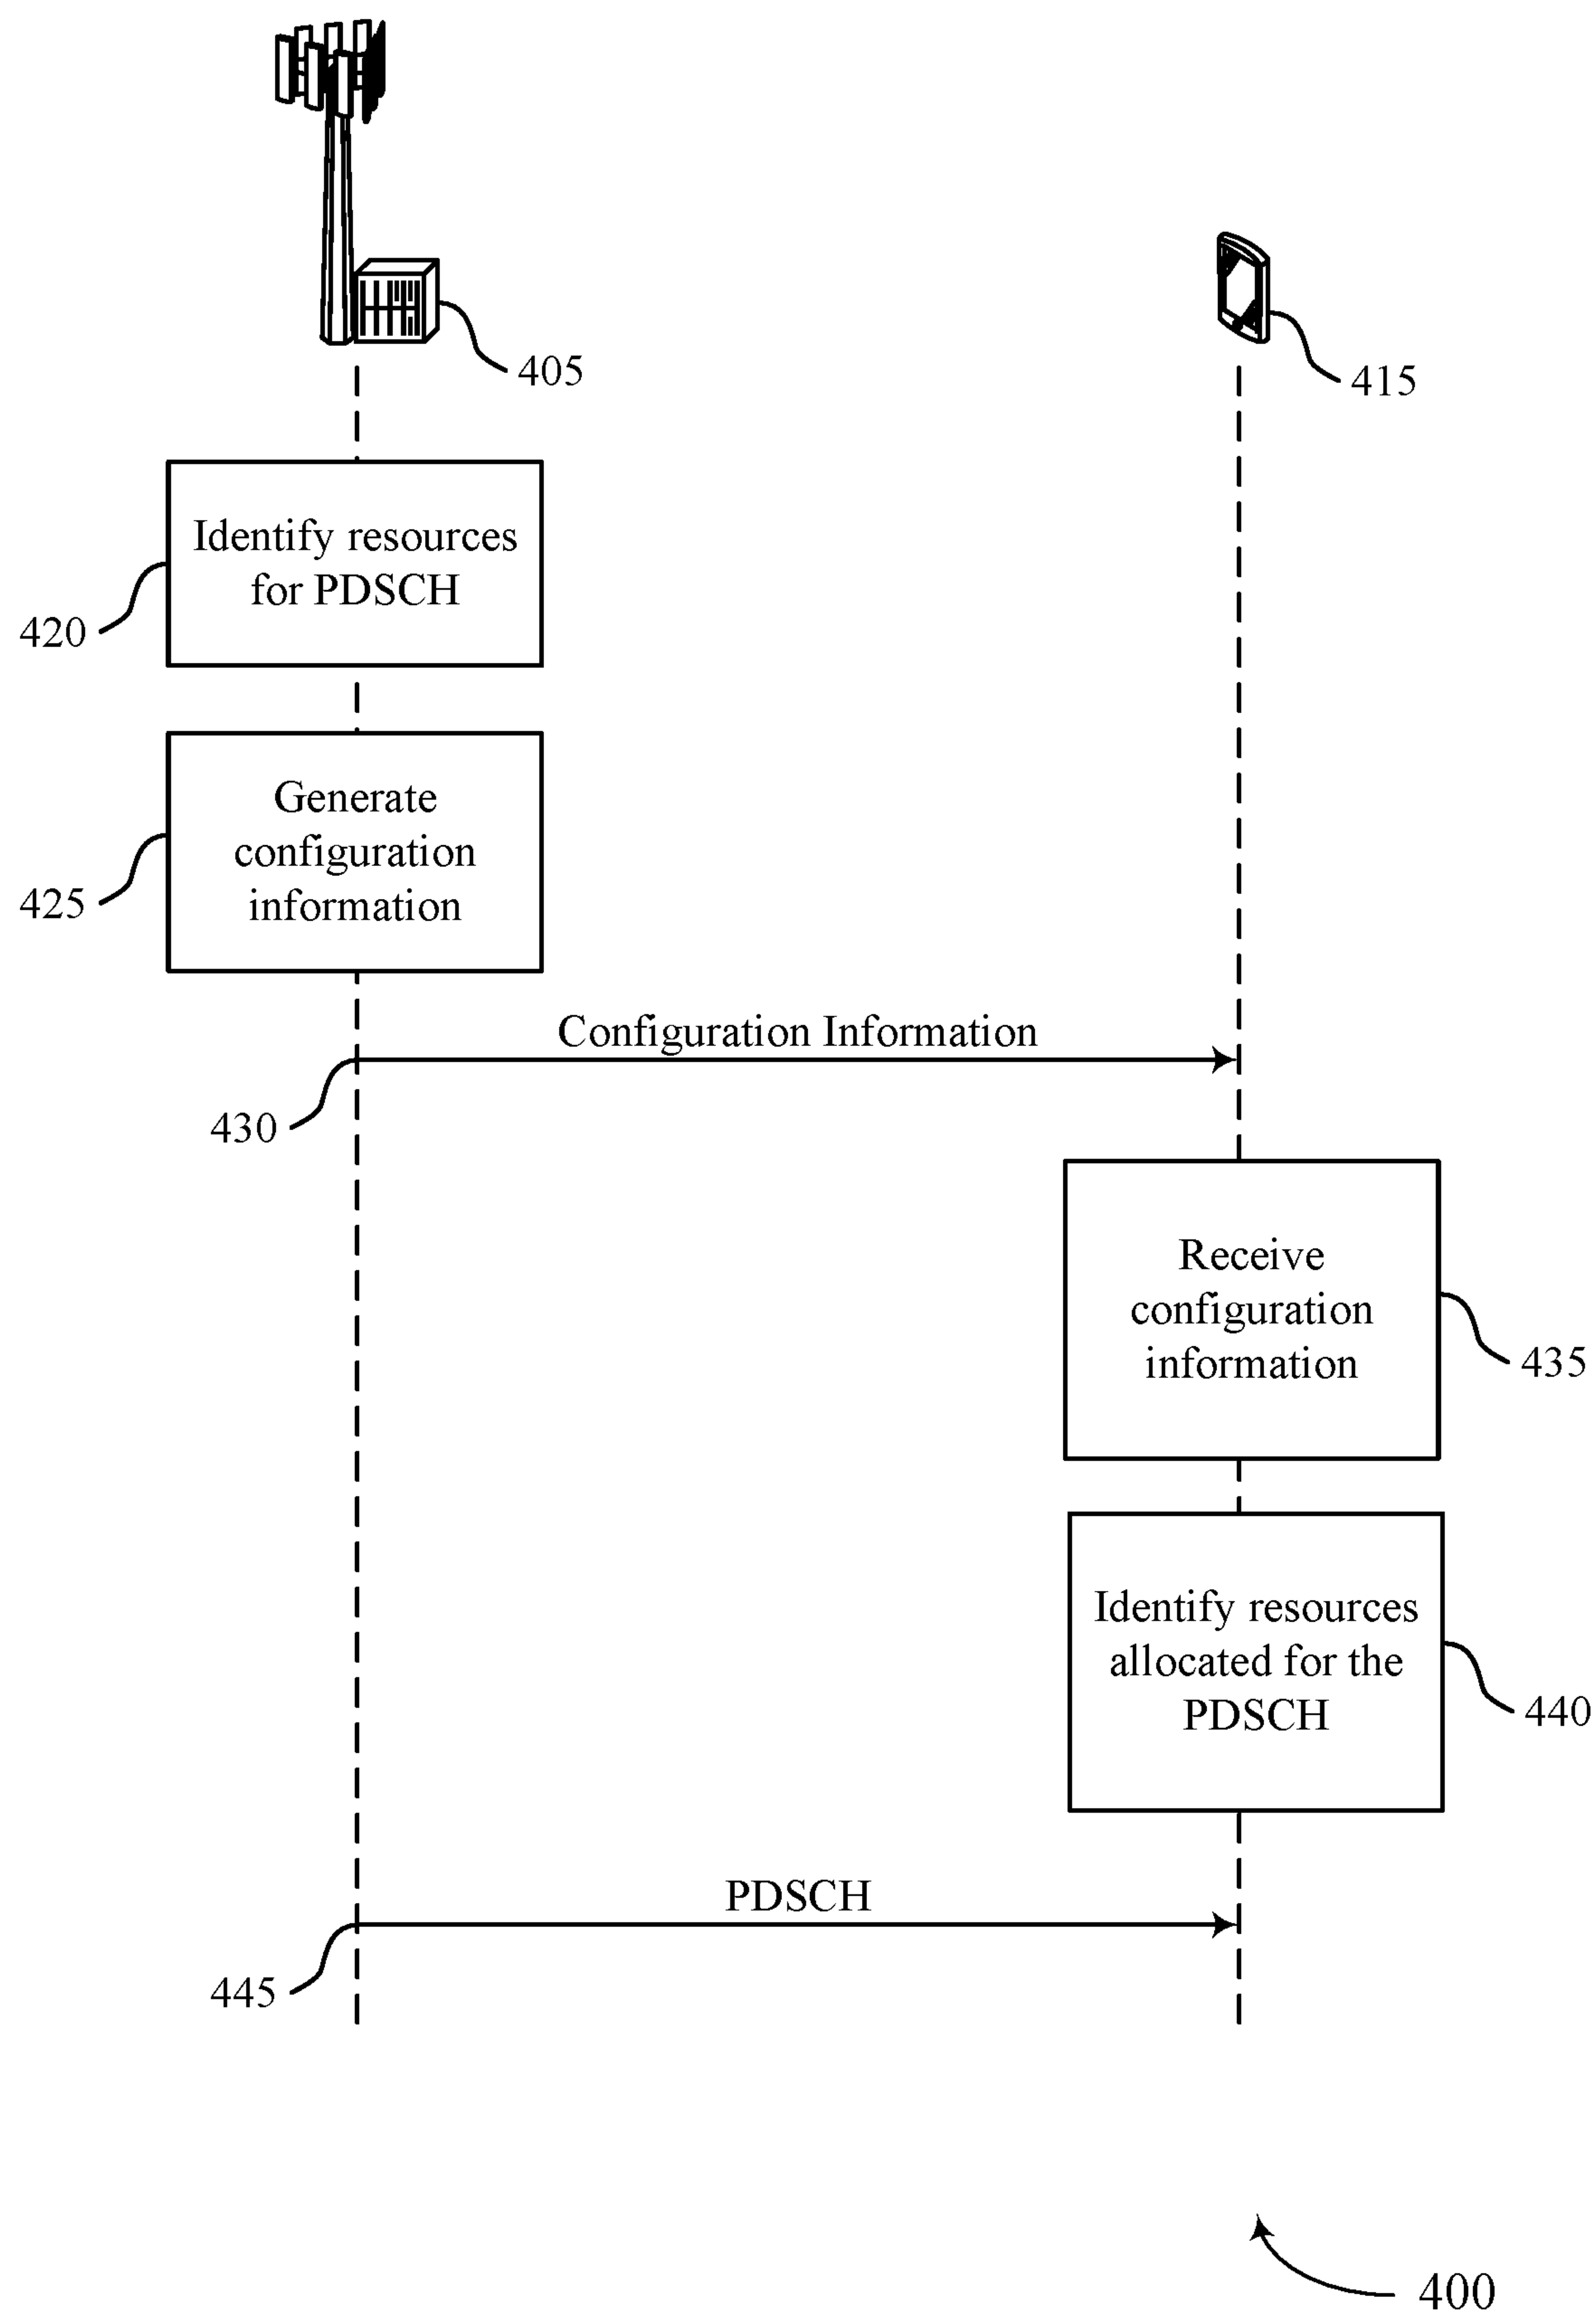 405
415
Identify resources
for PDSCH
420
Generate
configuration
information
425
Configuration Information
430
Receive
configuration
information
435
Identify resources
allocated for the
PDSCH
440
PDSCH
445
400